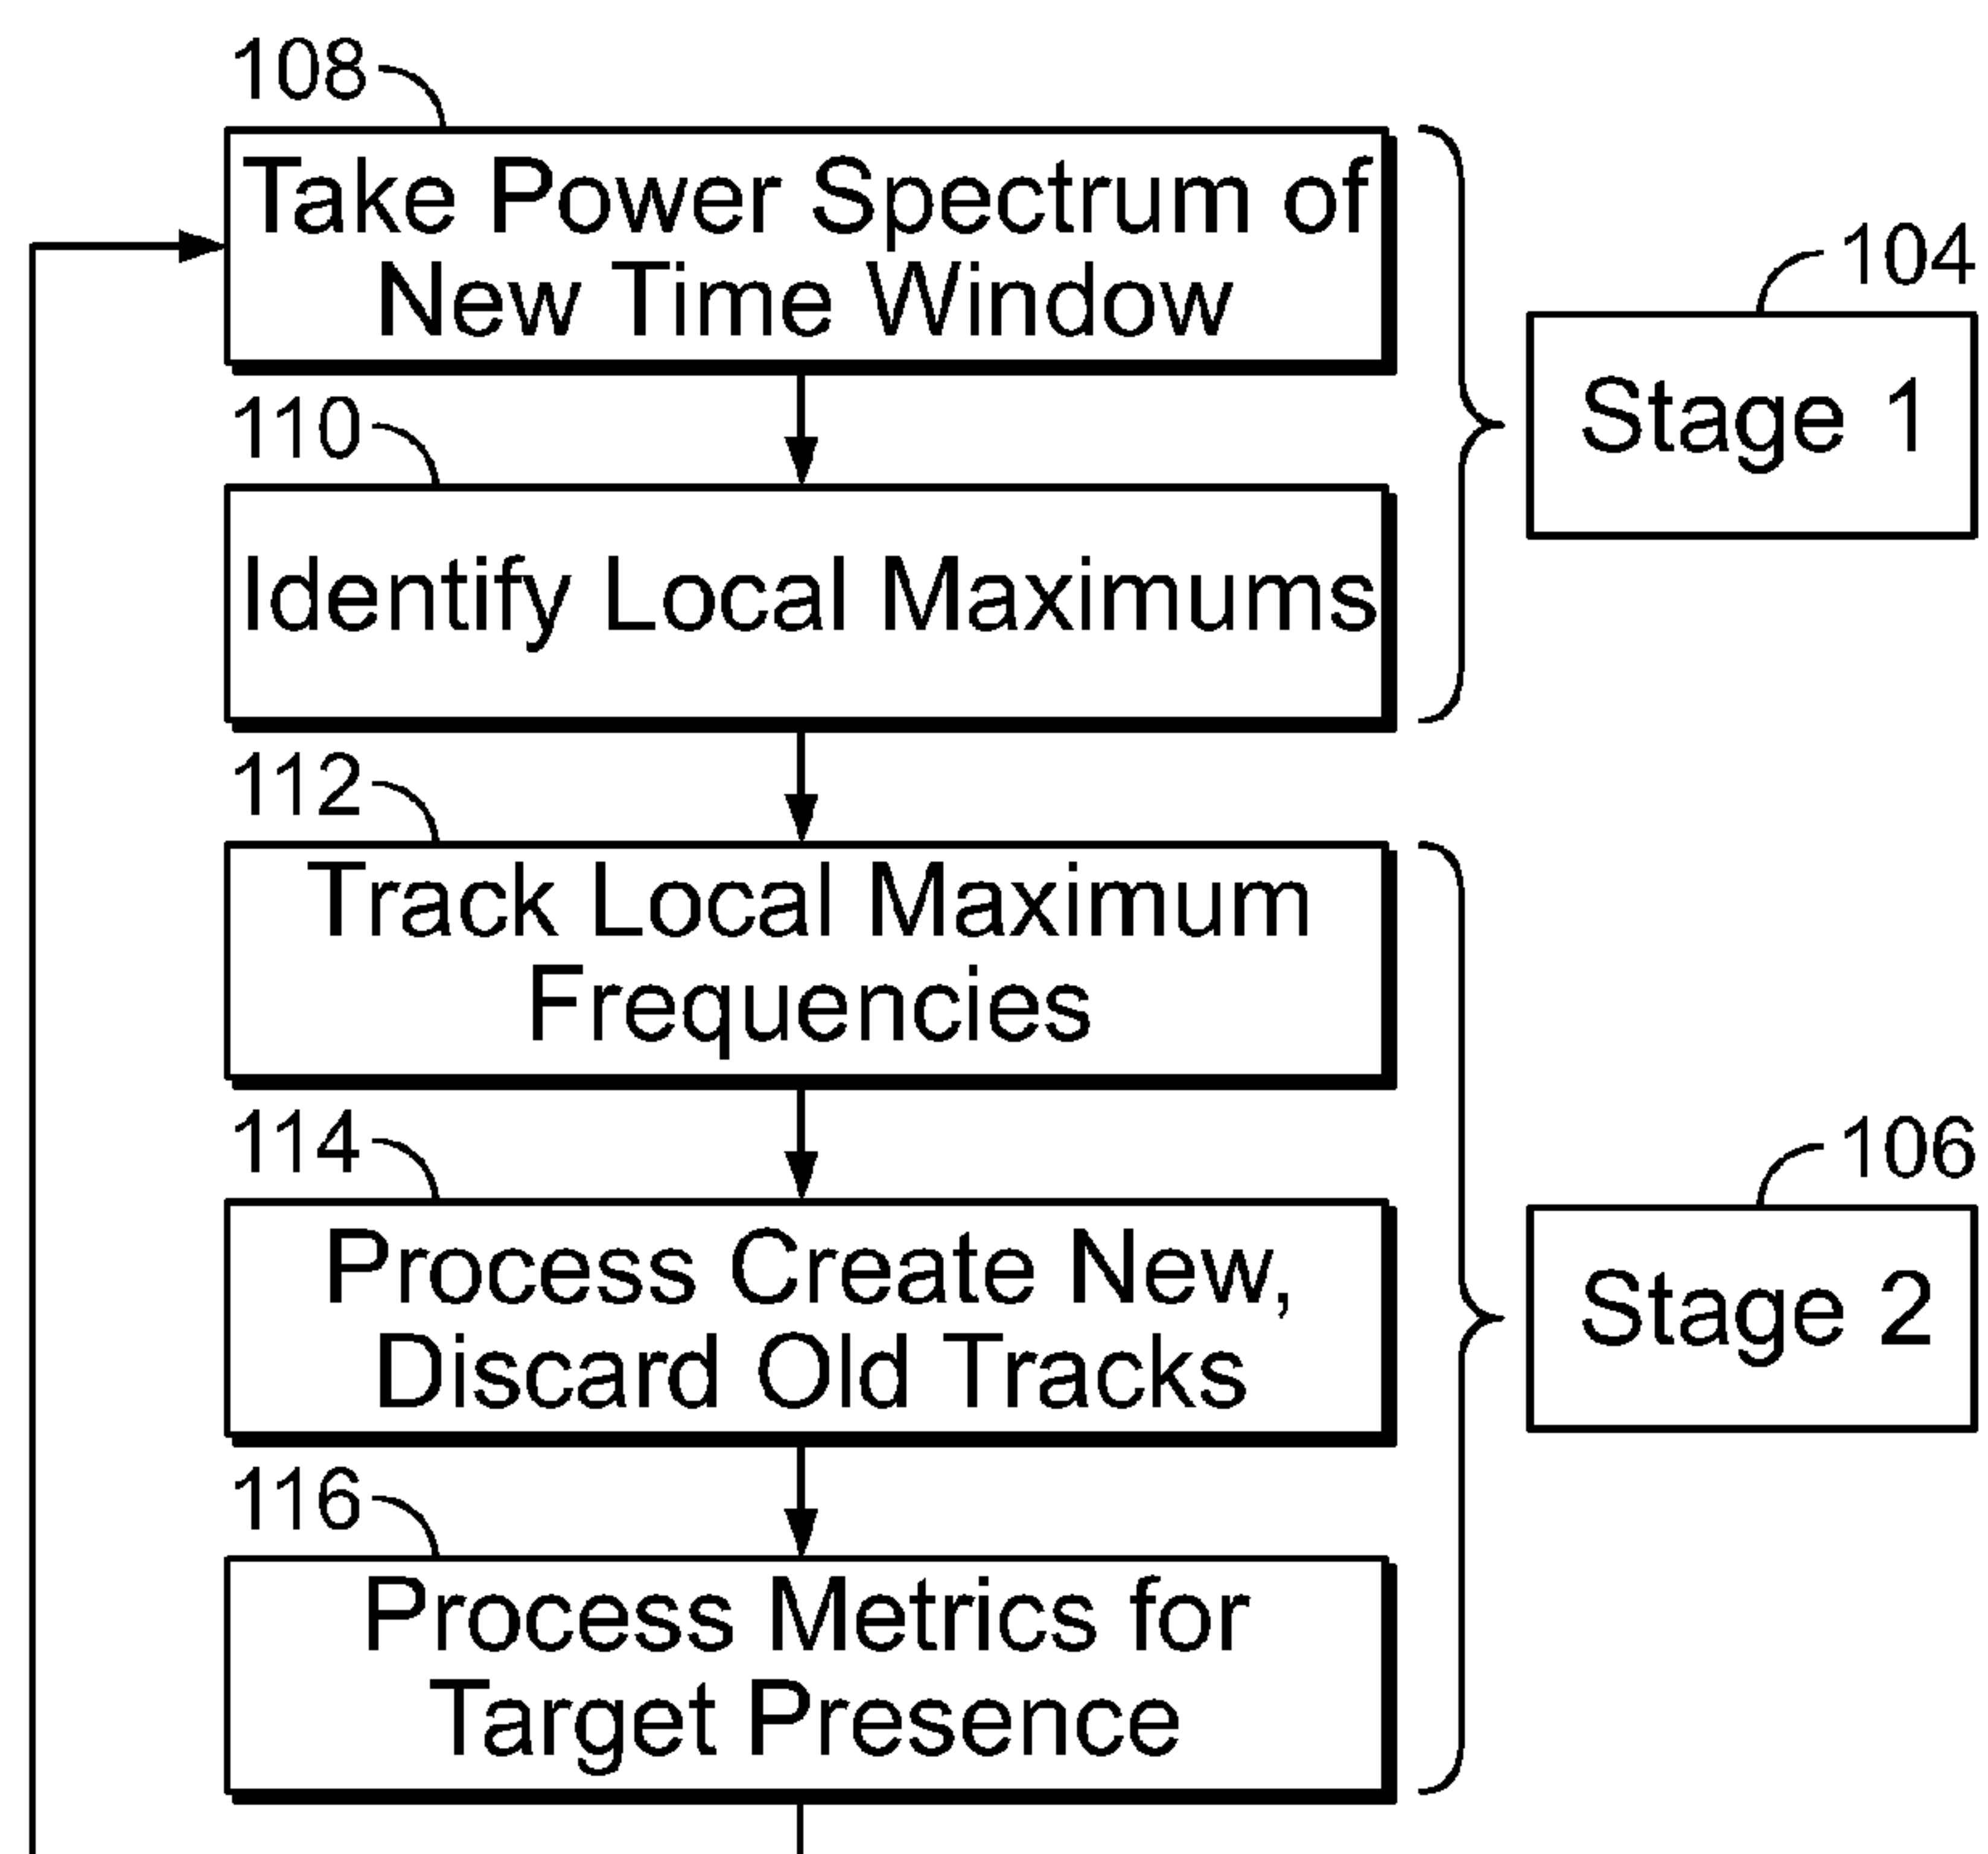 108
Take Power Spectrum of
New Time Window
104
Stage 1
110
Identify Local Maximums
112
Track Local Maximum
Frequencies
114
Process Create New,
Discard Old Tracks
106
Stage 2
116
Process Metrics for
Target Presence